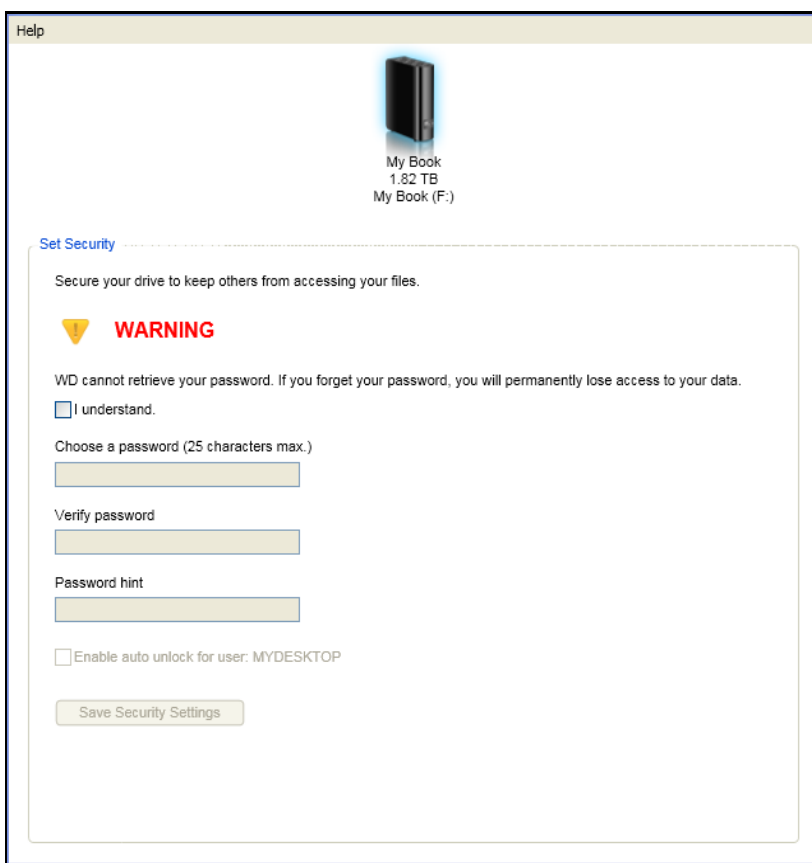 Help
My Book
1.82 TB
My Book (F:)
Set Security
Secure your drive to keep others from accessing your files.
WARNING
WD cannot retrieve your password. If you forget your password, you will permanently lose access to your data.
I understand.
Choose a password (25 characters max.)
Verify password
Password hint
Enable auto unlock for user: MYDESKTOP
Save Security Settings